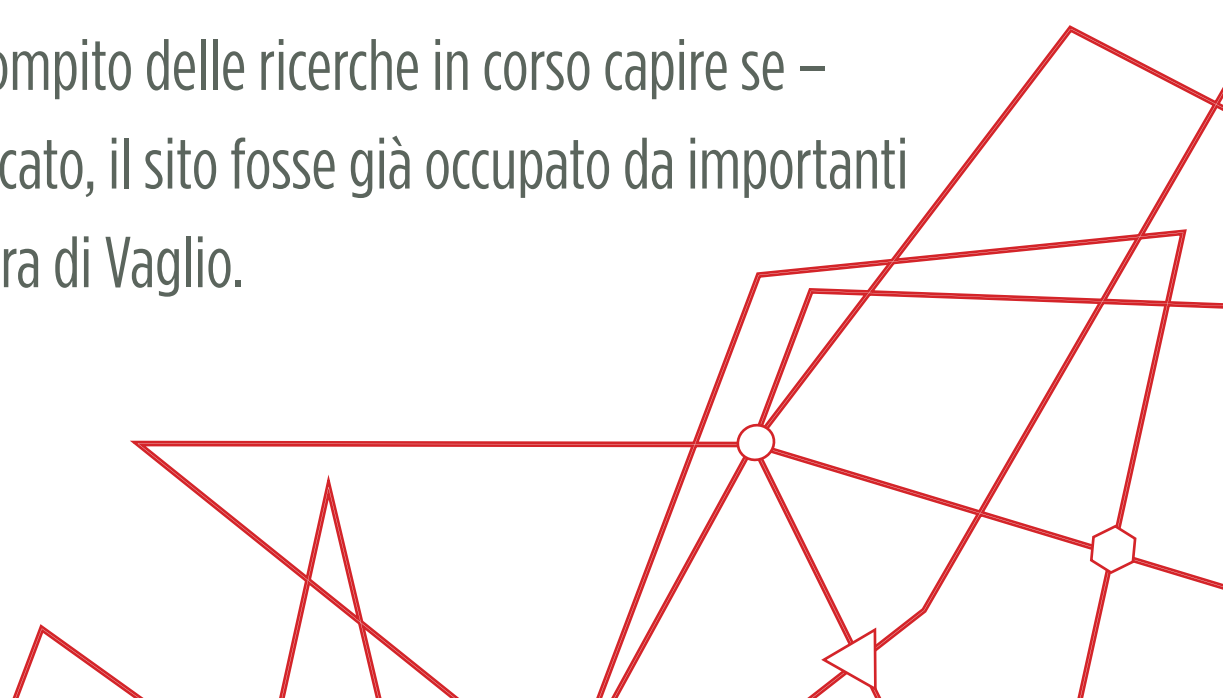 ompito delle ricerche in corso capire se –
cato, il sito fosse già occupato da importanti
ra di Vaglio.